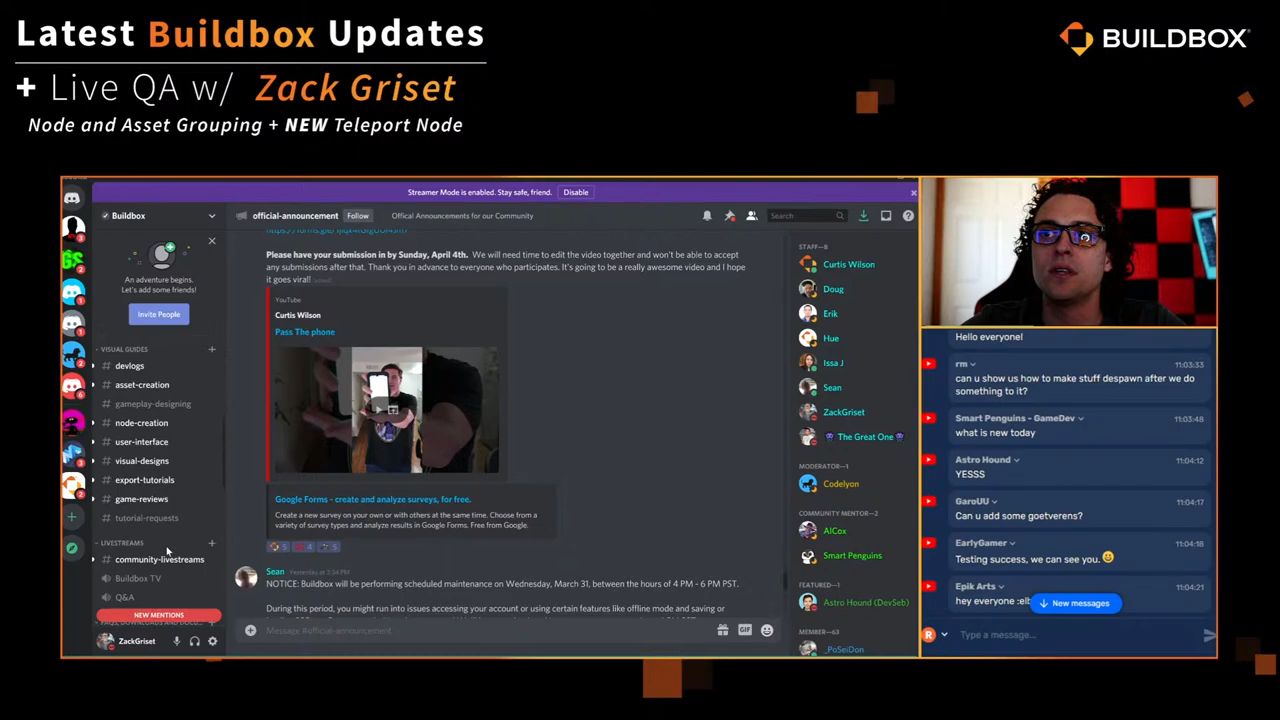 Latest Buildbox Updates
+ Live QA w/ Zack Griset
Node and Asset Grouping + NEW Teleport Node
BUILDBOX
Streamer Mode is enabled. Stay safe, friend.
Disable
Buildbox
An adventure begins.
Let's add some friends!
Invite People
VISUAL GUIDES
devlogs
asset-creation
gameplay-designing
node-creation
user-interface
visual-designs
export-tutorials
game-reviews
tutorial-requests
LIVESTREAMS
community-livestreams
Buildbox TV
Q&A
NEW MENTIONS
ZackGriset
official-announcement
Follow
Offical Announcements for our Community
Search
Please have your submission in by Sunday, April 4th. We will need time to edit the video together and won't be able to accept
any submissions after that. Thank you in advance to everyone who participates. It's going to be a really awesome video and I hope
it goes viral!
YouTube
Curtis Wilson
Pass The phone
Google Forms - create and analyze surveys, for free.
Create a new survey on your own or with others at the same time. Choose from a
variety of survey types and analyze results in Google Forms. Free from Google.
5
4
5
Sean Yesterday at 3:34 PM
NOTICE: Buildbox will be performing scheduled maintenance on Wednesday, March 31, between the hours of 4 PM - 6 PM PST.
During this period, you might run into issues accessing your account or using certain features like offline mode and saving or
Message #official-announcement
GIF
STAFF—8
Curtis Wilson
Doug
Erik
Hue
Issa J
Sean
ZackGriset
The Great One
MODERATOR—1
Codelyon
COMMUNITY MENTOR—2
AlCox
Smart Penguins
FEATURED—1
Astro Hound (DevSeb)
MEMBER—63
_PoSeiDon
Hello everyone!
rm 11:03:33
can u show us how to make stuff despawn after we do
something to it?
Smart Penguins - GameDev 11:03:48
what is new today
Astro Hound 11:04:12
YESSS
GaroUU 11:04:17
Can u add some goetverens?
EarlyGamer 11:04:19
Testing success, we can see you.
Epik Arts 11:04:21
hey everyone :elb
New messages
R
Type a message...